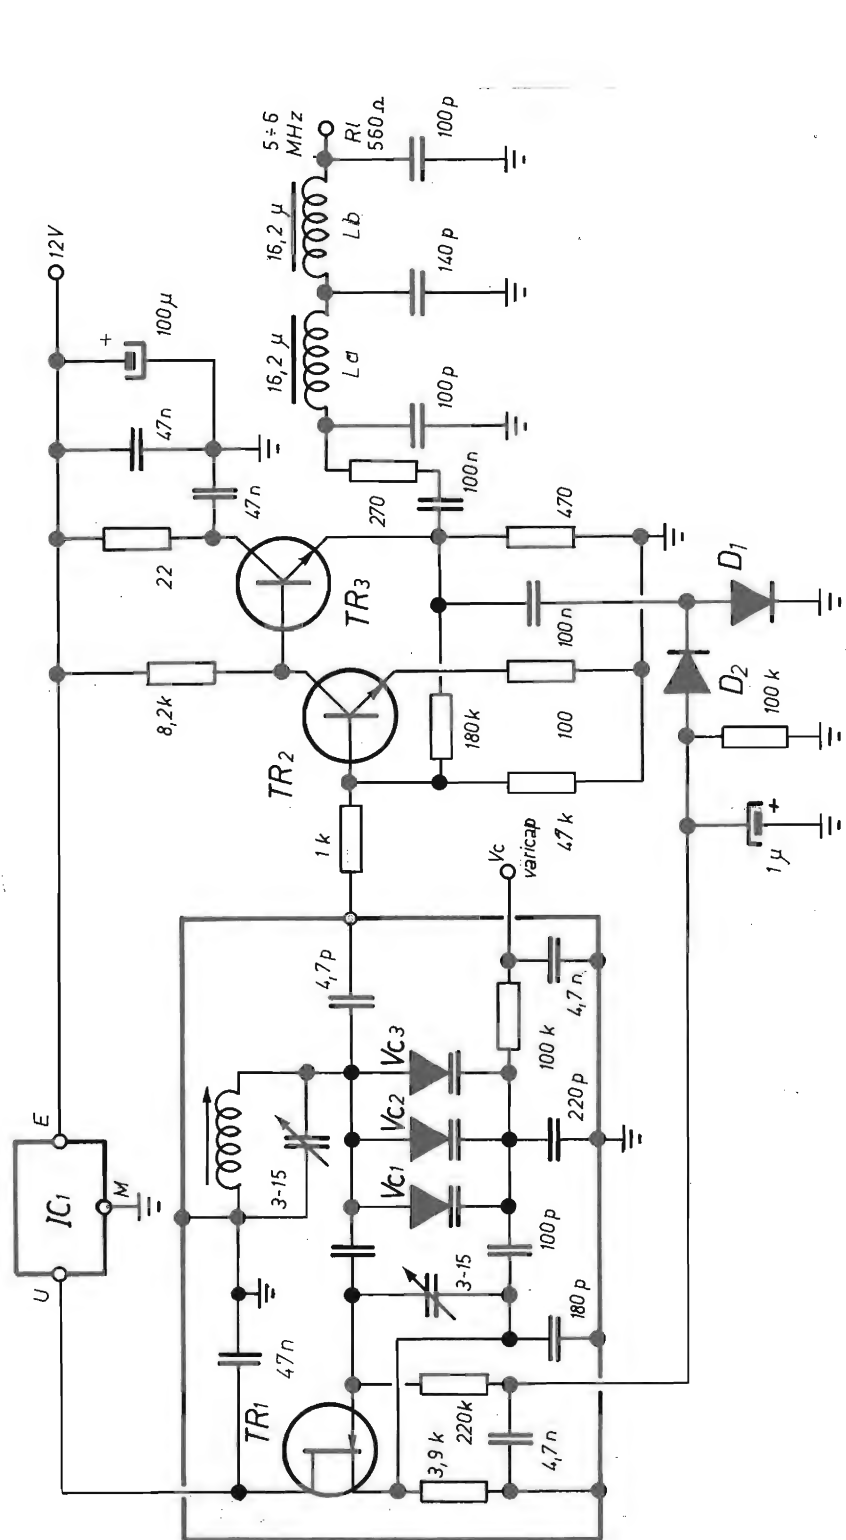 12V
5÷6
MHz
Rl
560Ω
100p
16,2 µ
Lb
140p
16,2 µ
La
100p
+
100µ
47n
47n
22
8,2k
TR3
TR2
270
100n
470
100n
180k
100
47k
1k
D1
D2
100k
+
1µ
Vc
varicap
E
IC1
M
U
4,7p
3-15
VC3
VC2
VC1
100k
4,7n
220p
100p
3-15
180p
47n
TR1
3,9k
220k
4,7n